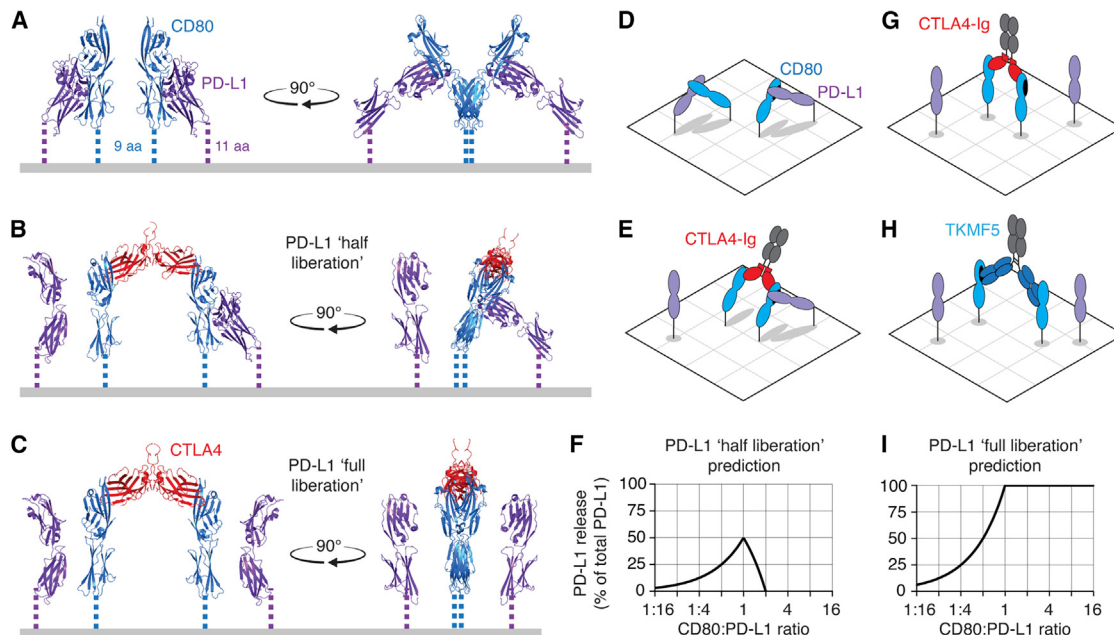 A
CD80
PD-L1
9 aa
11 aa
90°
B
PD-L1 ‘half
liberation’
90°
C
CTLA4
PD-L1 ‘full
liberation’
90°
D
CD80
PD-L1
E
CTLA4-Ig
F
PD-L1 ‘half liberation’
prediction
PD-L1 release
(% of total PD-L1)
100
75
50
25
0
1:16
1:4
1
4
16
CD80:PD-L1 ratio
G
CTLA4-Ig
H
TKMF5
I
PD-L1 ‘full liberation’
prediction
100
75
50
25
0
1:16
1:4
1
4
16
CD80:PD-L1 ratio